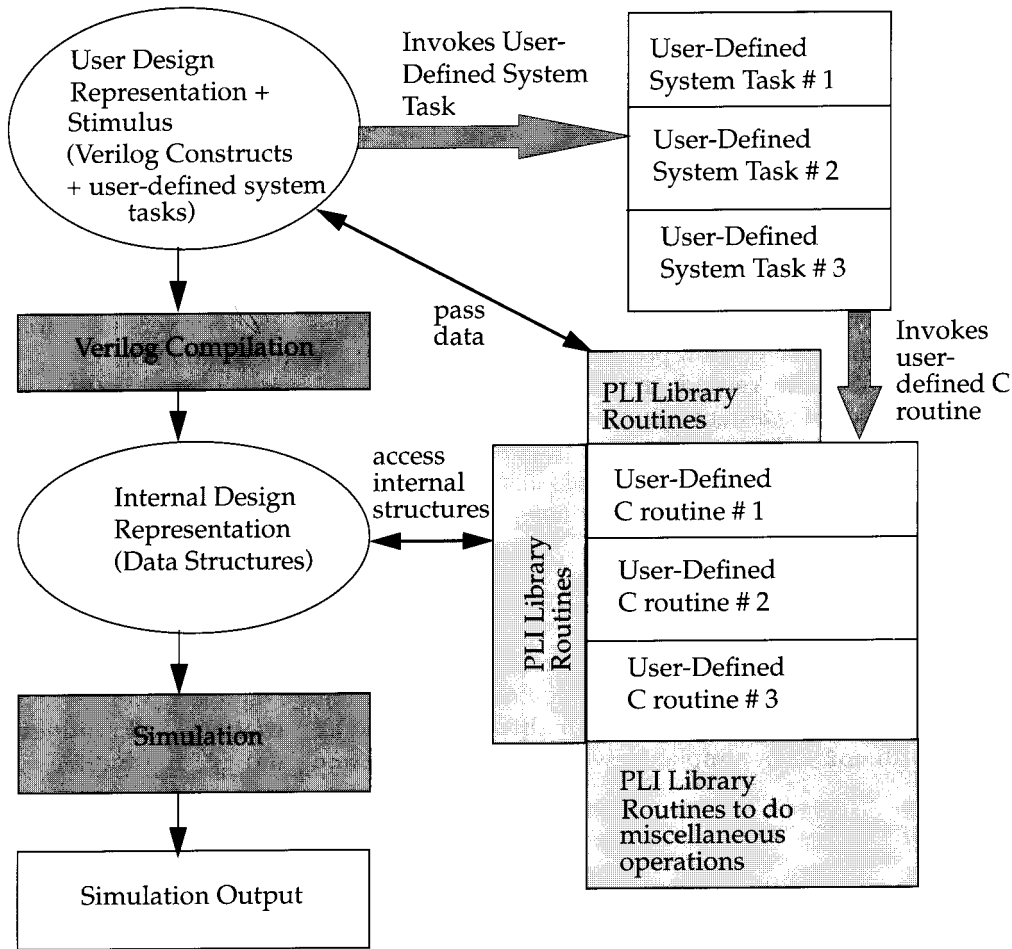 User Design
Representation +
Stimulus
(Verilog Constructs
+ user-defined system
tasks)
Invokes User-
Defined System
Task
User-Defined
System Task # 1
User-Defined
System Task # 2
User-Defined
System Task # 3
pass
data
Invokes
user-
defined C
routine
Verilog Compilation
PLI Library
Routines
access
internal
structures
Internal Design
Representation
(Data Structures)
PLI Library
Routines
User-Defined
C routine # 1
User-Defined
C routine # 2
User-Defined
C routine # 3
Simulation
PLI Library
Routines to do
miscellaneous
operations
Simulation Output